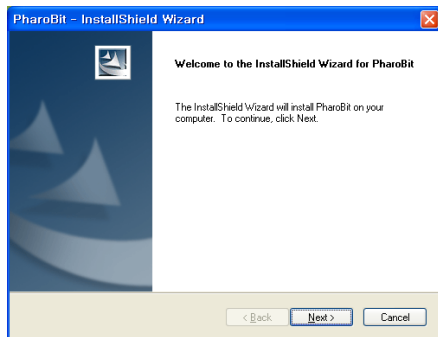 PharoBit - InstallShield Wizard
Welcome to the InstallShield Wizard for PharoBit
The InstallShield Wizard will install PharoBit on your
computer. To continue, click Next.
< Back
Next >
Cancel